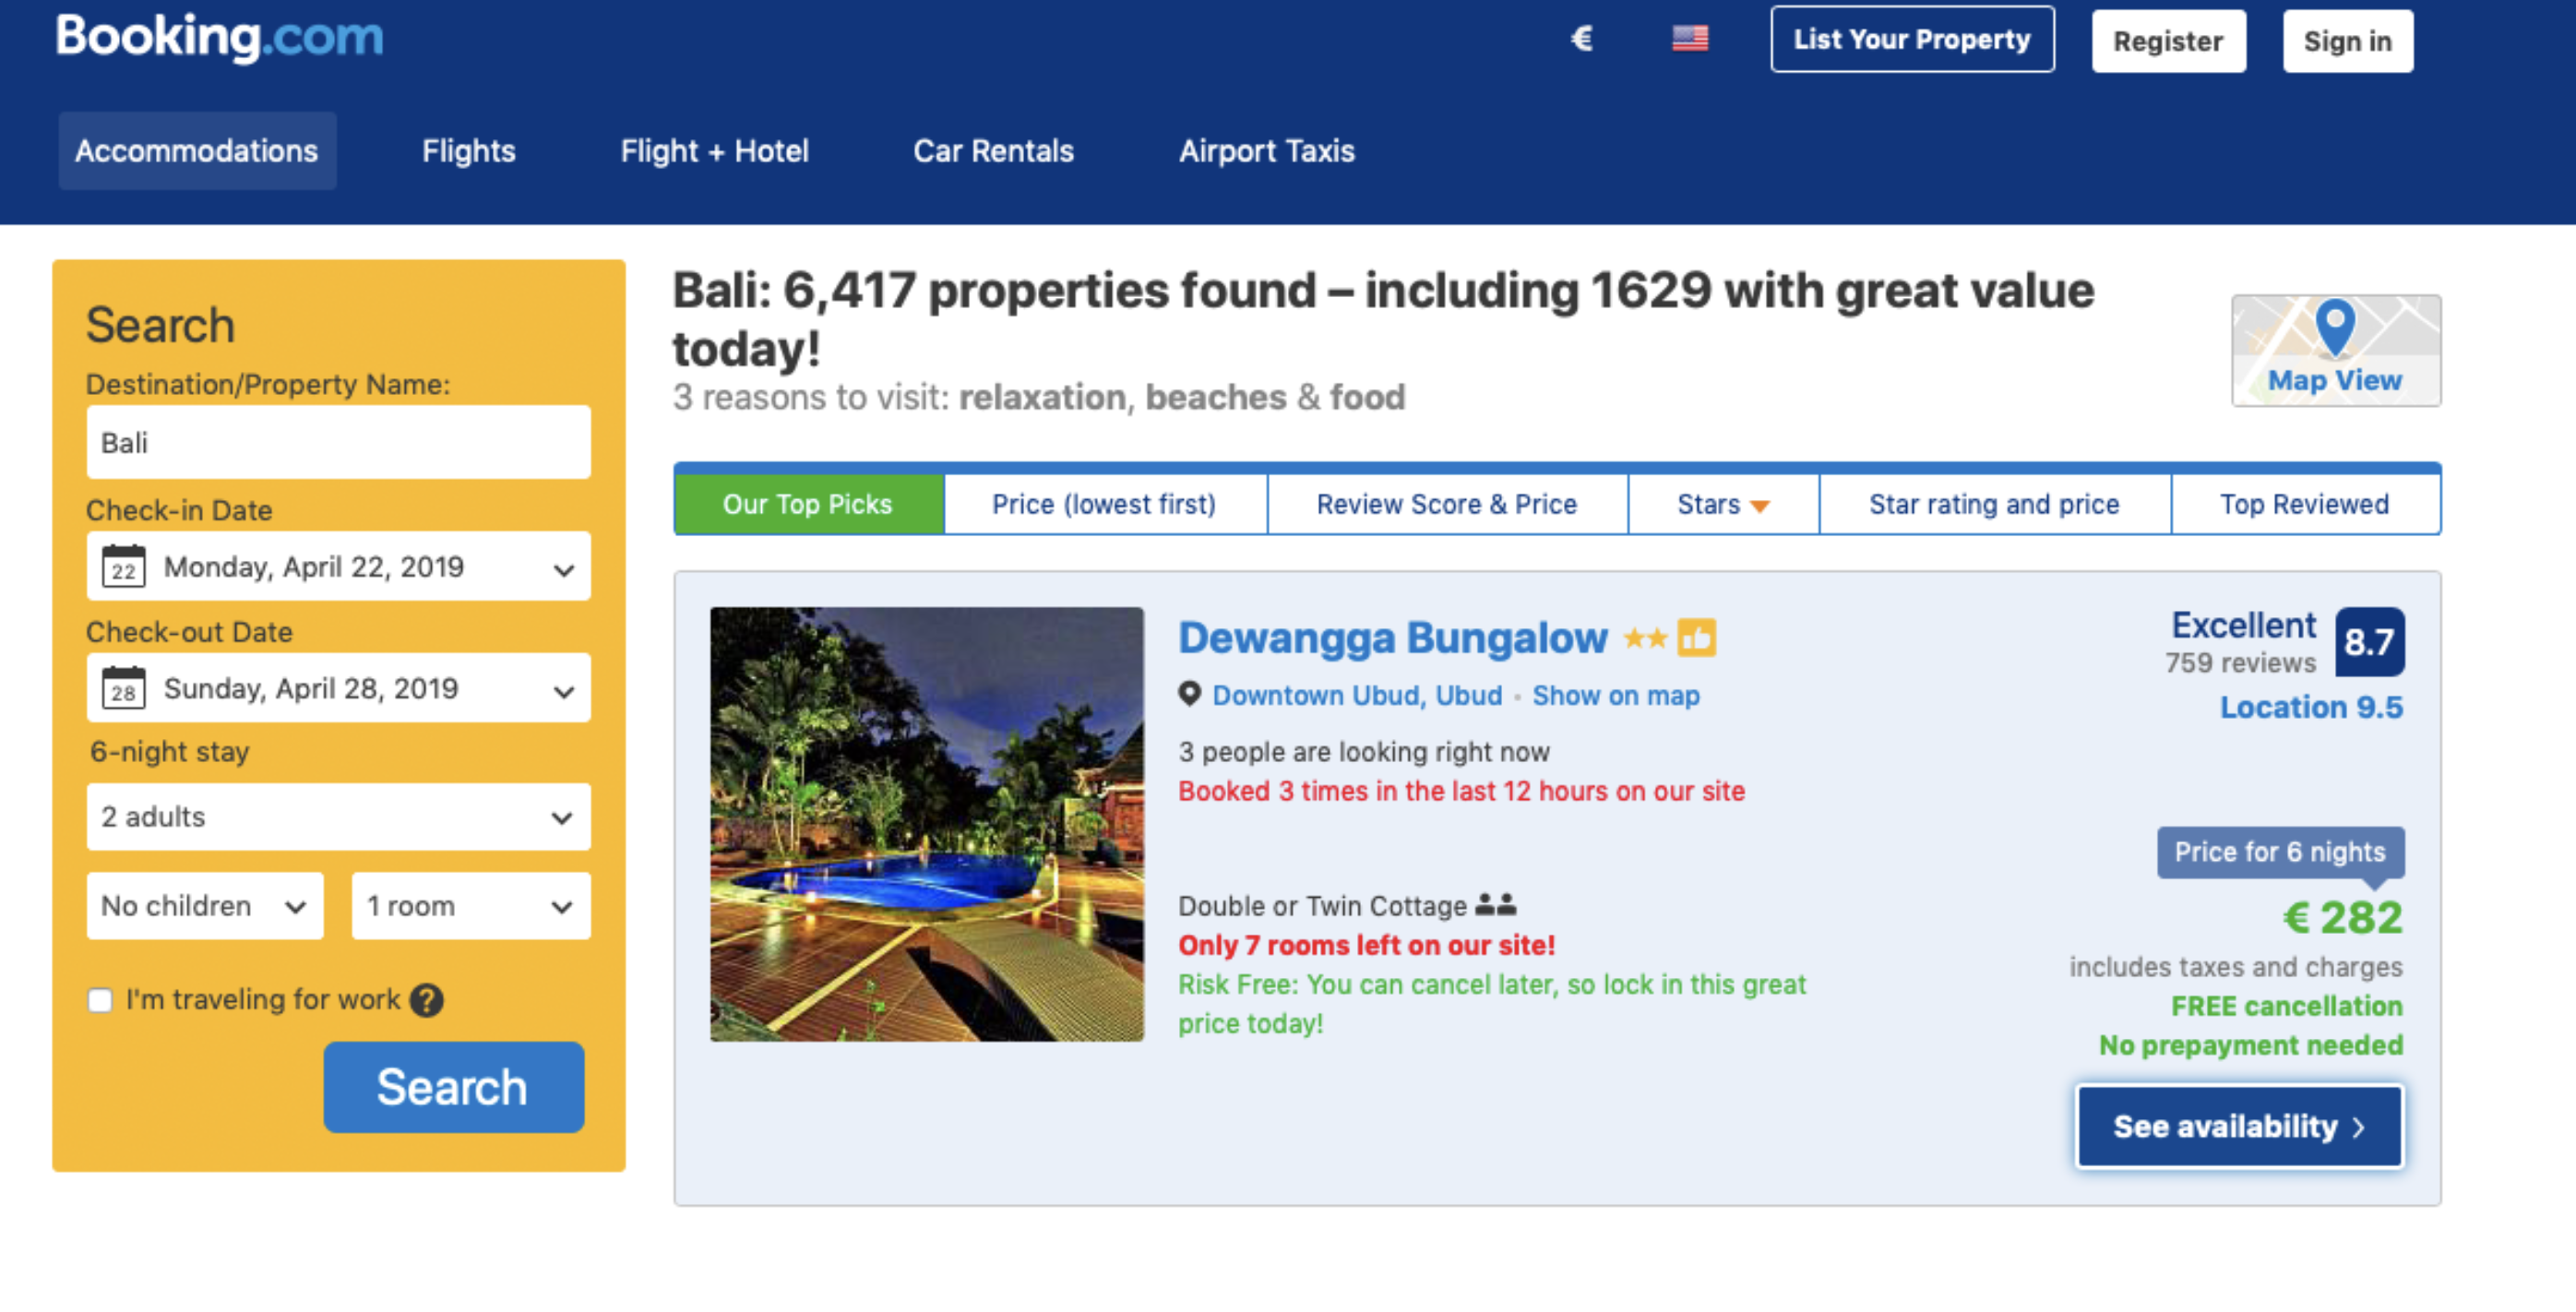 Booking.com
€
List Your Property
Register
Sign in
Accommodations
Flights
Flight + Hotel
Car Rentals
Airport Taxis
Search
Destination/Property Name:
Bali
Check-in Date
22
Monday, April 22, 2019
Check-out Date
28
Sunday, April 28, 2019
6-night stay
2 adults
No children
1 room
I'm traveling for work ?
Search
Bali: 6,417 properties found – including 1629 with great value
today!
3 reasons to visit: relaxation, beaches & food
Map View
Our Top Picks
Price (lowest first)
Review Score & Price
Stars
Star rating and price
Top Reviewed
Dewangga Bungalow
Downtown Ubud, Ubud • Show on map
3 people are looking right now
Booked 3 times in the last 12 hours on our site
Double or Twin Cottage
Only 7 rooms left on our site!
Risk Free: You can cancel later, so lock in this great
price today!
Excellent
8.7
759 reviews
Location 9.5
Price for 6 nights
€ 282
includes taxes and charges
FREE cancellation
No prepayment needed
See availability